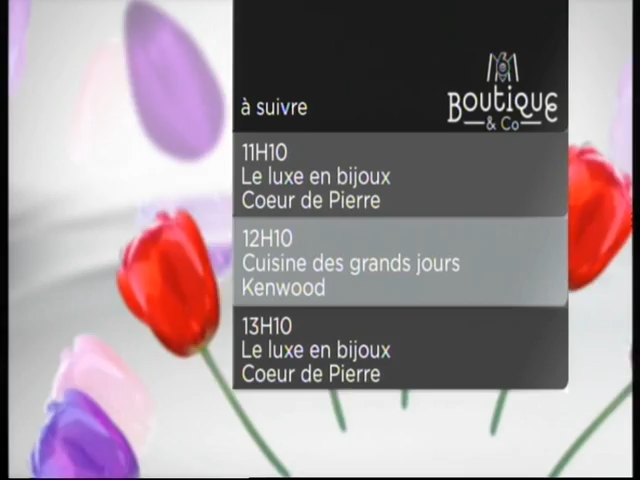 BOUTIQUE
& Co
à suivre
11H10
Le luxe en bijoux
Coeur de Pierre
12H10
Cuisine des grands jours
Kenwood
13H10
Le luxe en bijoux
Coeur de Pierre